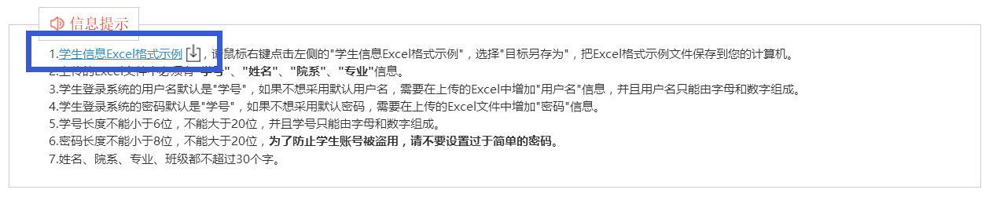 信息提示
1.学生信息Excel格式示例，请鼠标右键点击左侧的"学生信息Excel格式示例"，选择"目标另存为"，把Excel格式示例文件保存到您的计算机。
2.上传的Excel文件中必须有"学号"、"姓名"、"院系"、"专业"信息。
3.学生登录系统的用户名默认是"学号"，如果不想采用默认用户名，需要在上传的Excel中增加"用户名"信息，并且用户名只能由字母和数字组成。
4.学生登录系统的密码默认是"学号"，如果不想采用默认密码，需要在上传的Excel文件中增加"密码"信息。
5.学号长度不能小于6位，不能大于20位，并且学号只能由字母和数字组成。
6.密码长度不能小于8位，不能大于20位，为了防止学生账号被盗用，请不要设置过于简单的密码。
7.姓名、院系、专业、班级都不超过30个字。